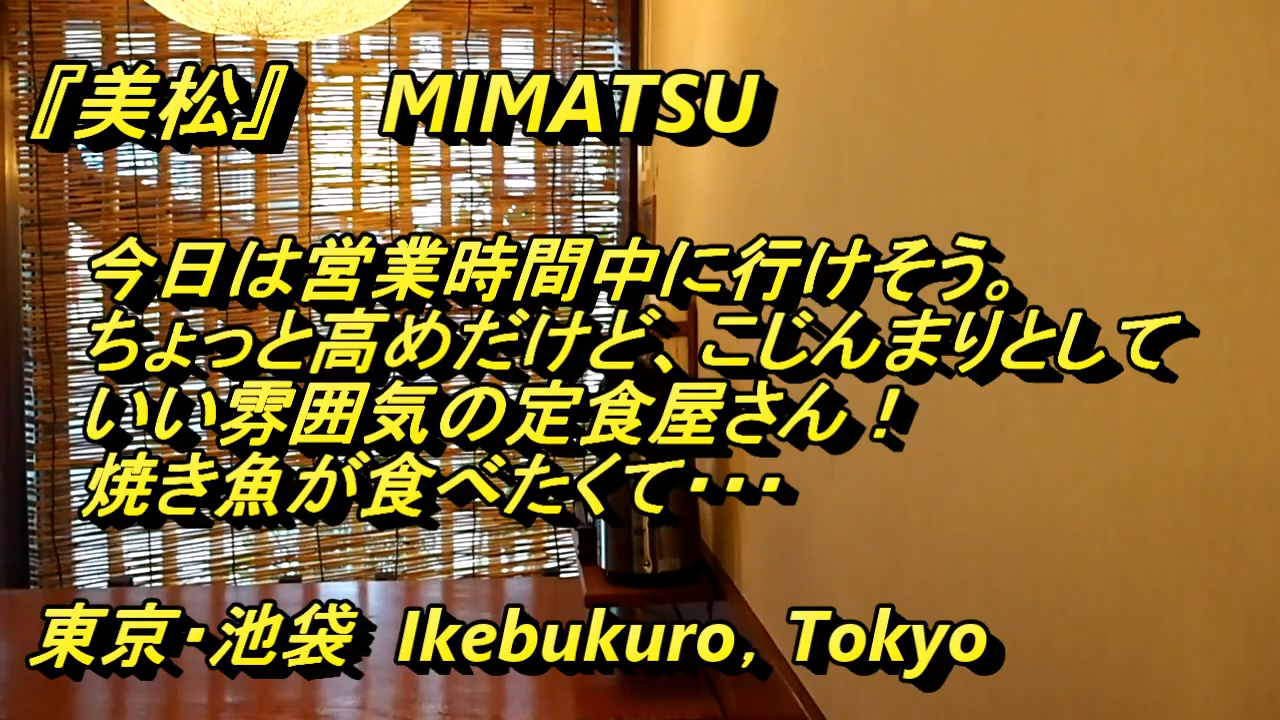 『美松』 MIMATSU
今日は営業時間中に行けそう。
ちょっと高めだけど、こじんまりとして
いい雰囲気の定食屋さん！
焼き魚が食べたくて・・・
東京・池袋 Ikebukuro, Tokyo